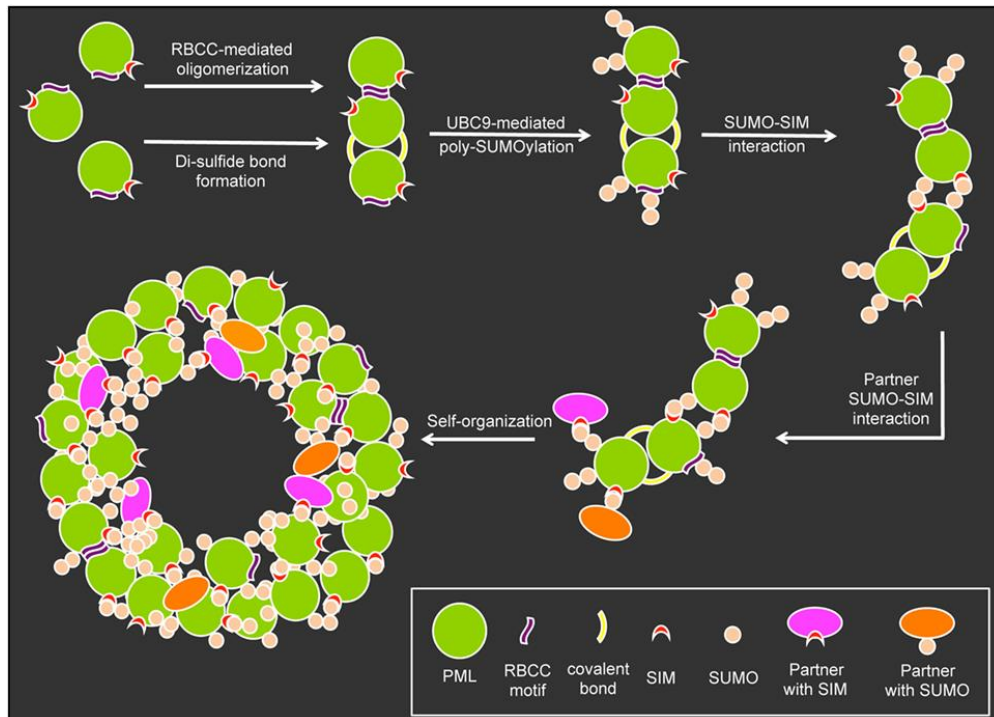 RBCC-mediated
oligomerization
Di-sulfide bond
formation
UBC9-mediated
poly-SUMOylation
SUMO-SIM
interaction
Partner
SUMO-SIM
interaction
Self-organization
PML
RBCC
motif
covalent
bond
SIM
SUMO
Partner
with SIM
Partner
with SUMO